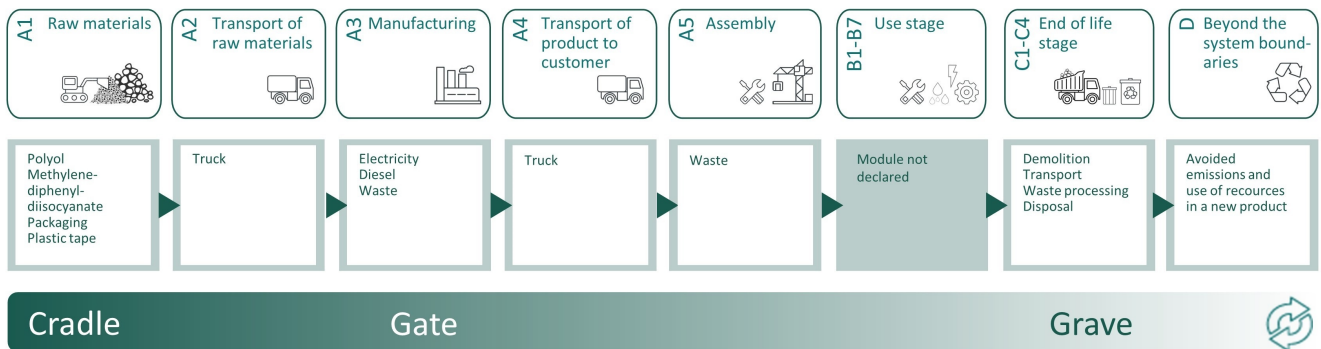 A1
Raw materials
A2
Transport of
raw materials
A3
Manufacturing
A4
Transport of
product to
customer
A5
Assembly
B1-B7
Use stage
C1-C4
End of life
stage
D
Beyond the
system bound-
aries
Polyol
Methylene-
diphenyl-
diisocyanate
Packaging
Plastic tape
Truck
Electricity
Diesel
Waste
Truck
Waste
Module not
declared
Demolition
Transport
Waste processing
Disposal
Avoided
emissions and
use of recources
in a new product
Cradle
Gate
Grave